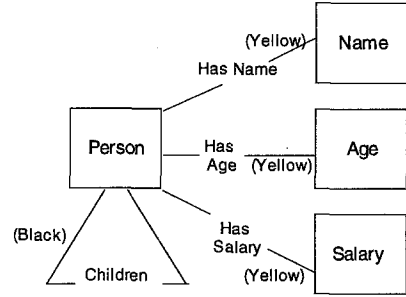 (Yellow)
Name
Has Name
Person
Has
Age
(Yellow)
Age
(Black)
Has
Salary
Salary
Children
(Yellow)